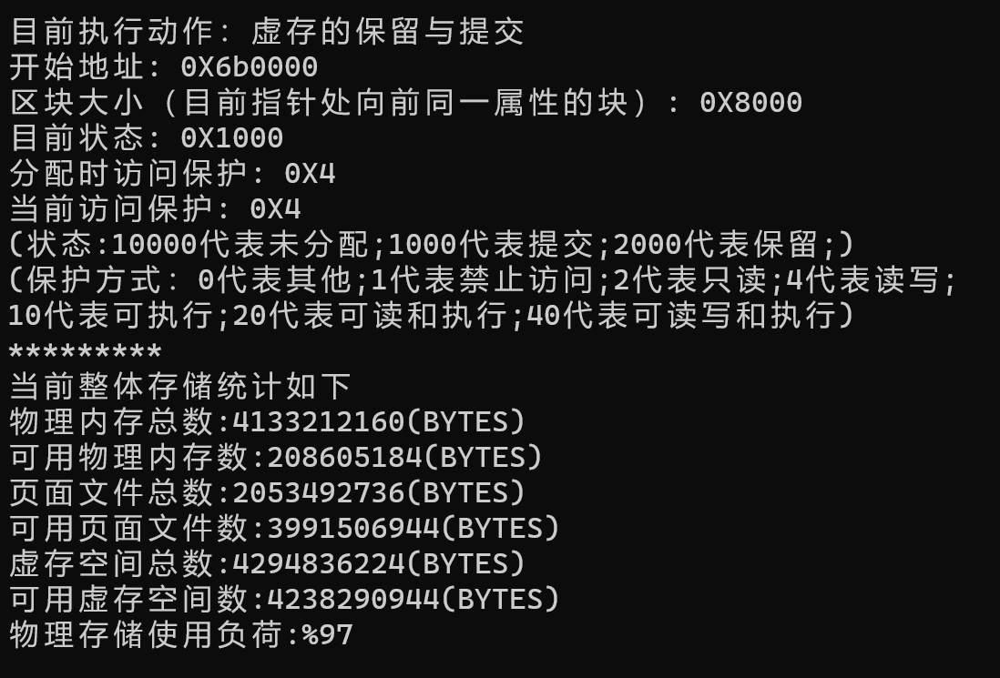 目前执行动作: 虚存的保留与提交
开始地址: 0X6b0000
区块大小 (目前指针处向前同一属性的块) : 0X8000
目前状态: 0X1000
分配时访问保护: 0X4
当前访问保护: 0X4
(状态:10000代表未分配;1000代表提交;2000代表保留;)
(保护方式: 0代表其他;1代表禁止访问;2代表只读;4代表读写;
10代表可执行;20代表可读和执行;40代表可读写和执行)
*********
当前整体存储统计如下
物理内存总数:4133212160(BYTES)
可用物理内存数:208605184(BYTES)
页面文件总数:2053492736(BYTES)
可用页面文件数:3991506944(BYTES)
虚存空间总数:4294836224(BYTES)
可用虚存空间数:4238290944(BYTES)
物理存储使用负荷:%97